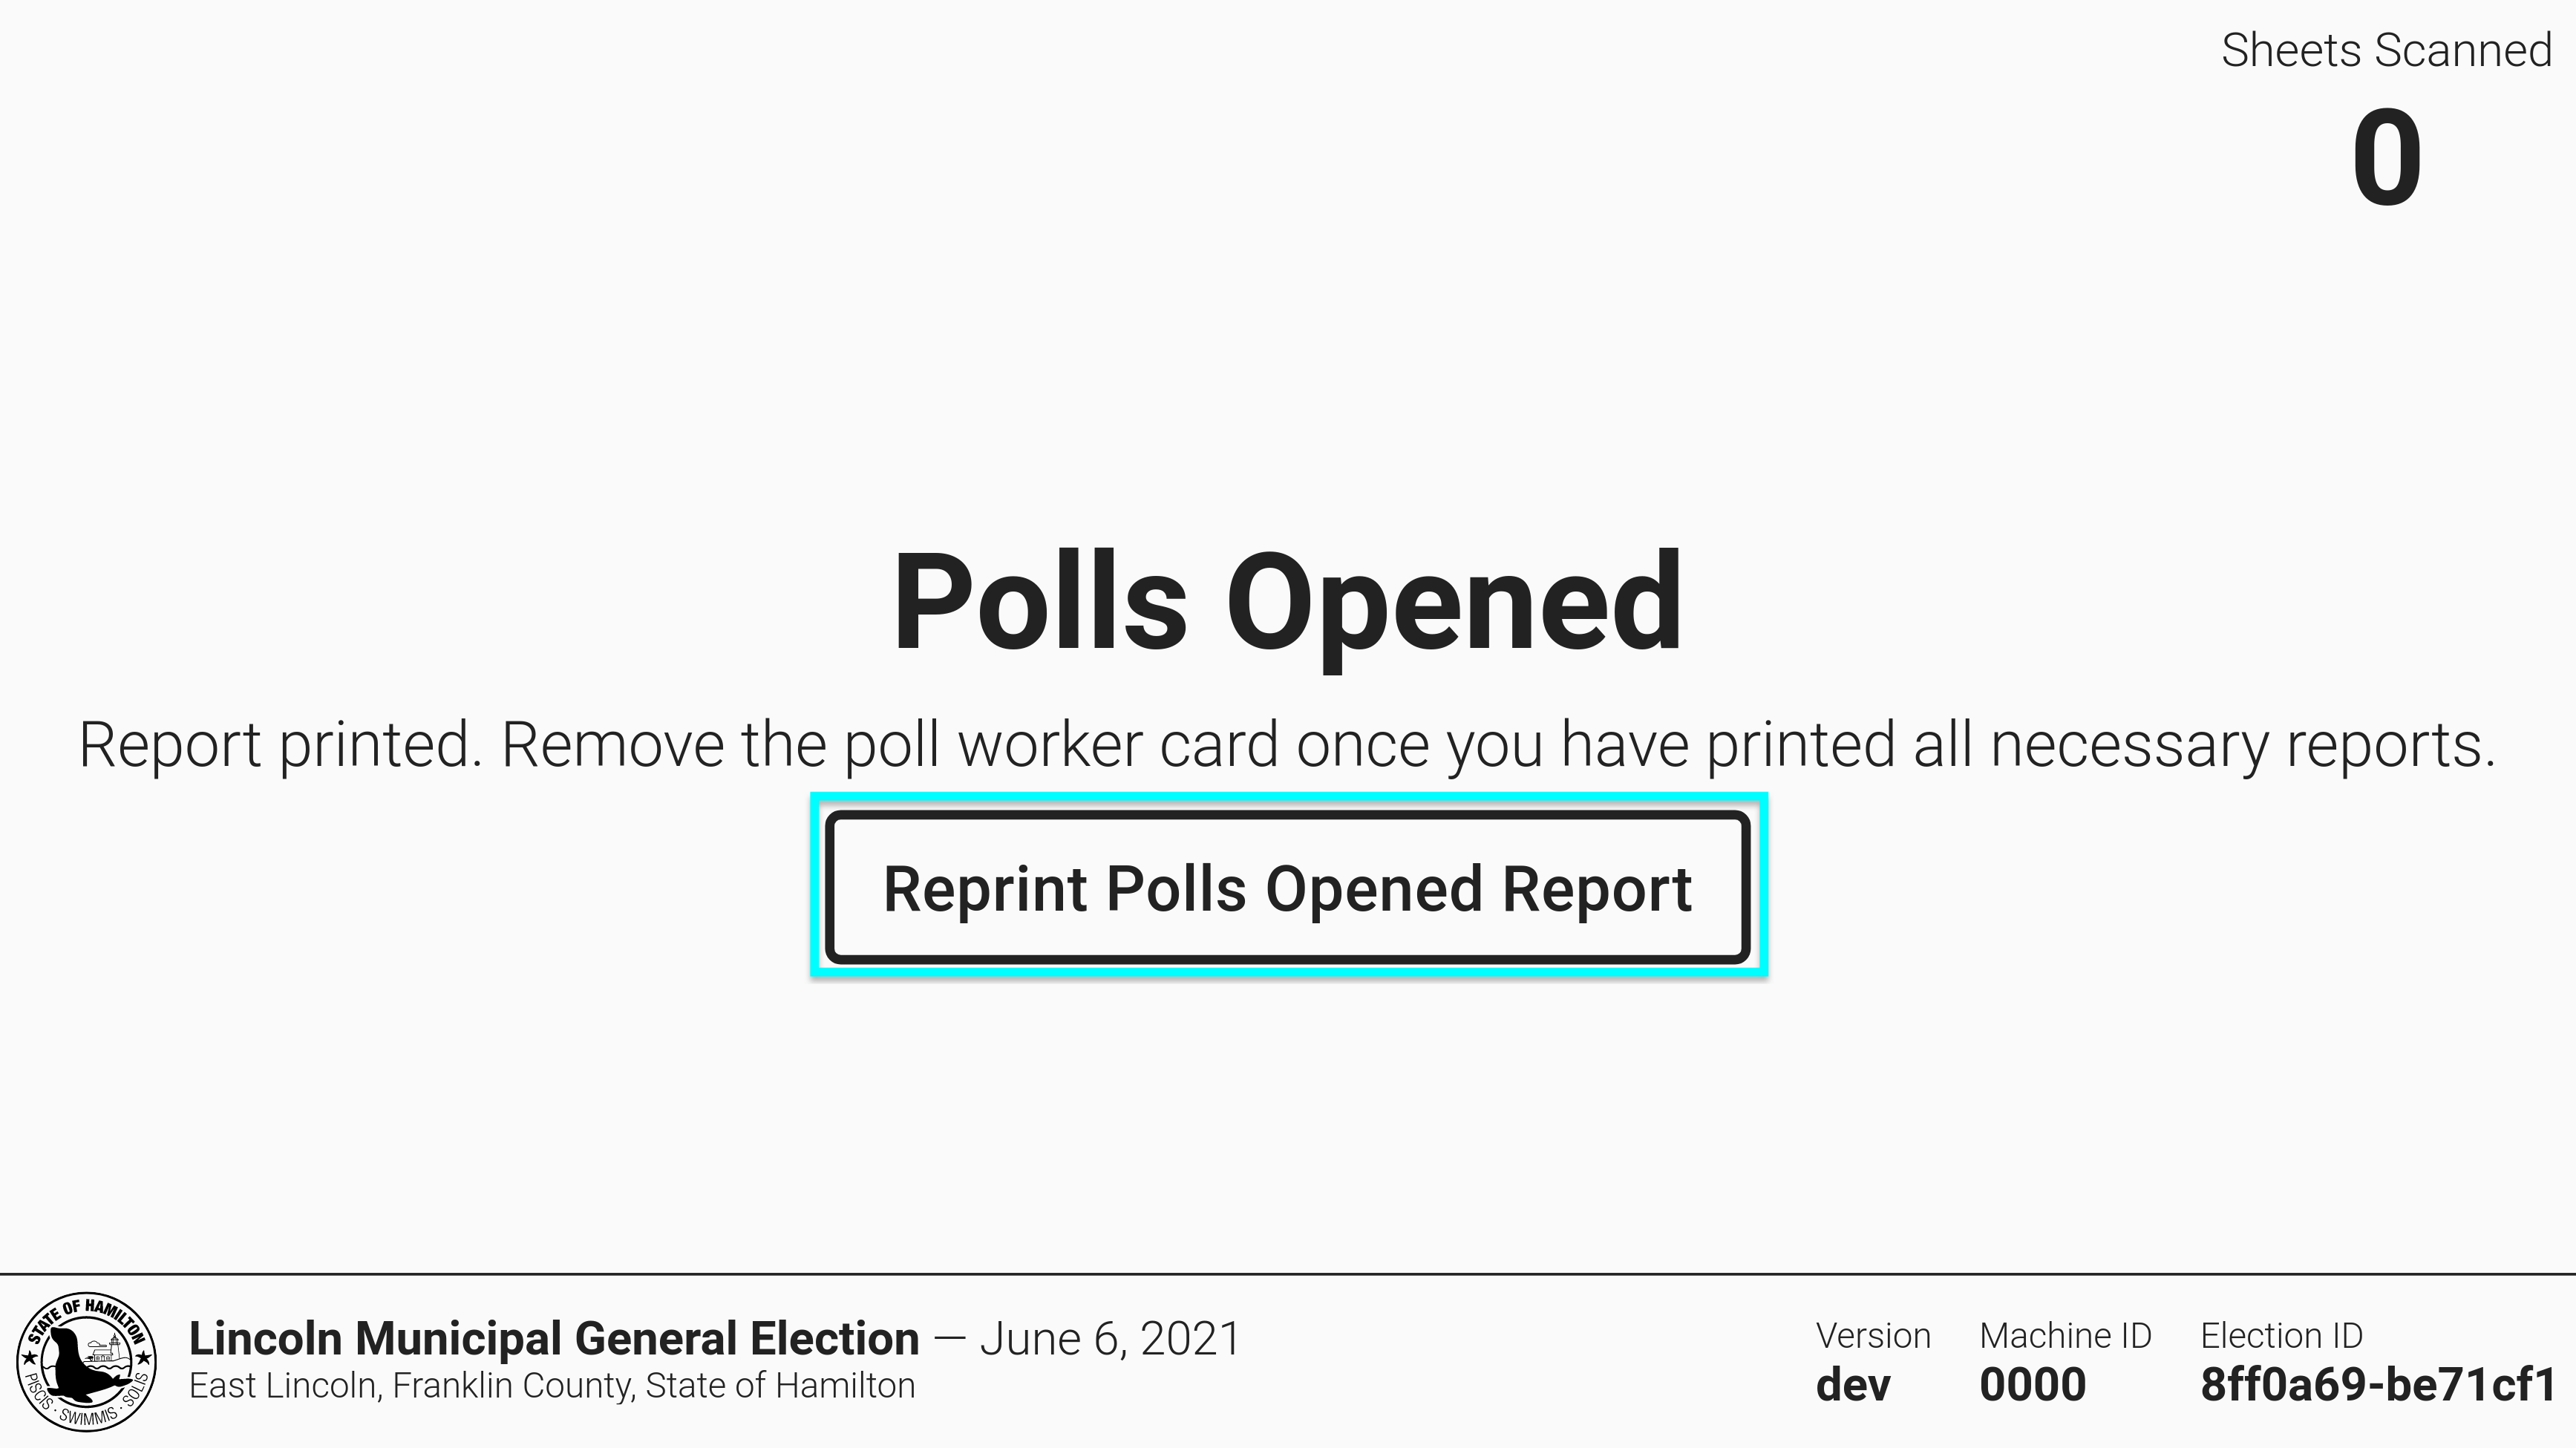 Sheets Scanned
0
Polls Opened
Report printed. Remove the poll worker card once you have printed all necessary reports.
Reprint Polls Opened Report
STATE OF HAMILTON
PISCIS · SWIMMIS · SOLIS
Lincoln Municipal General Election — June 6, 2021
East Lincoln, Franklin County, State of Hamilton
Version
dev
Machine ID
0000
Election ID
8ff0a69-be71cf1